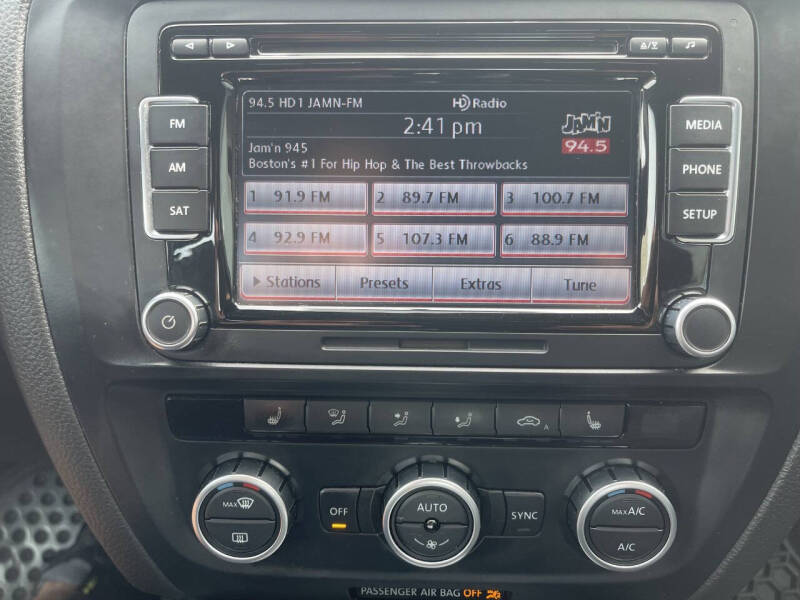 94.5 HD1 JAMN-FM
HD Radio
2:41 pm
JAM'N
94.5
Jam'n 945
Boston's #1 For Hip Hop & The Best Throwbacks
FM
AM
SAT
MEDIA
PHONE
SETUP
1 91.9 FM
2 89.7 FM
3 100.7 FM
4 92.9 FM
5 107.3 FM
6 88.9 FM
Stations
Presets
Extras
Tune
A
MAX
OFF
AUTO
SYNC
MAX A/C
A/C
PASSENGER AIR BAG OFF